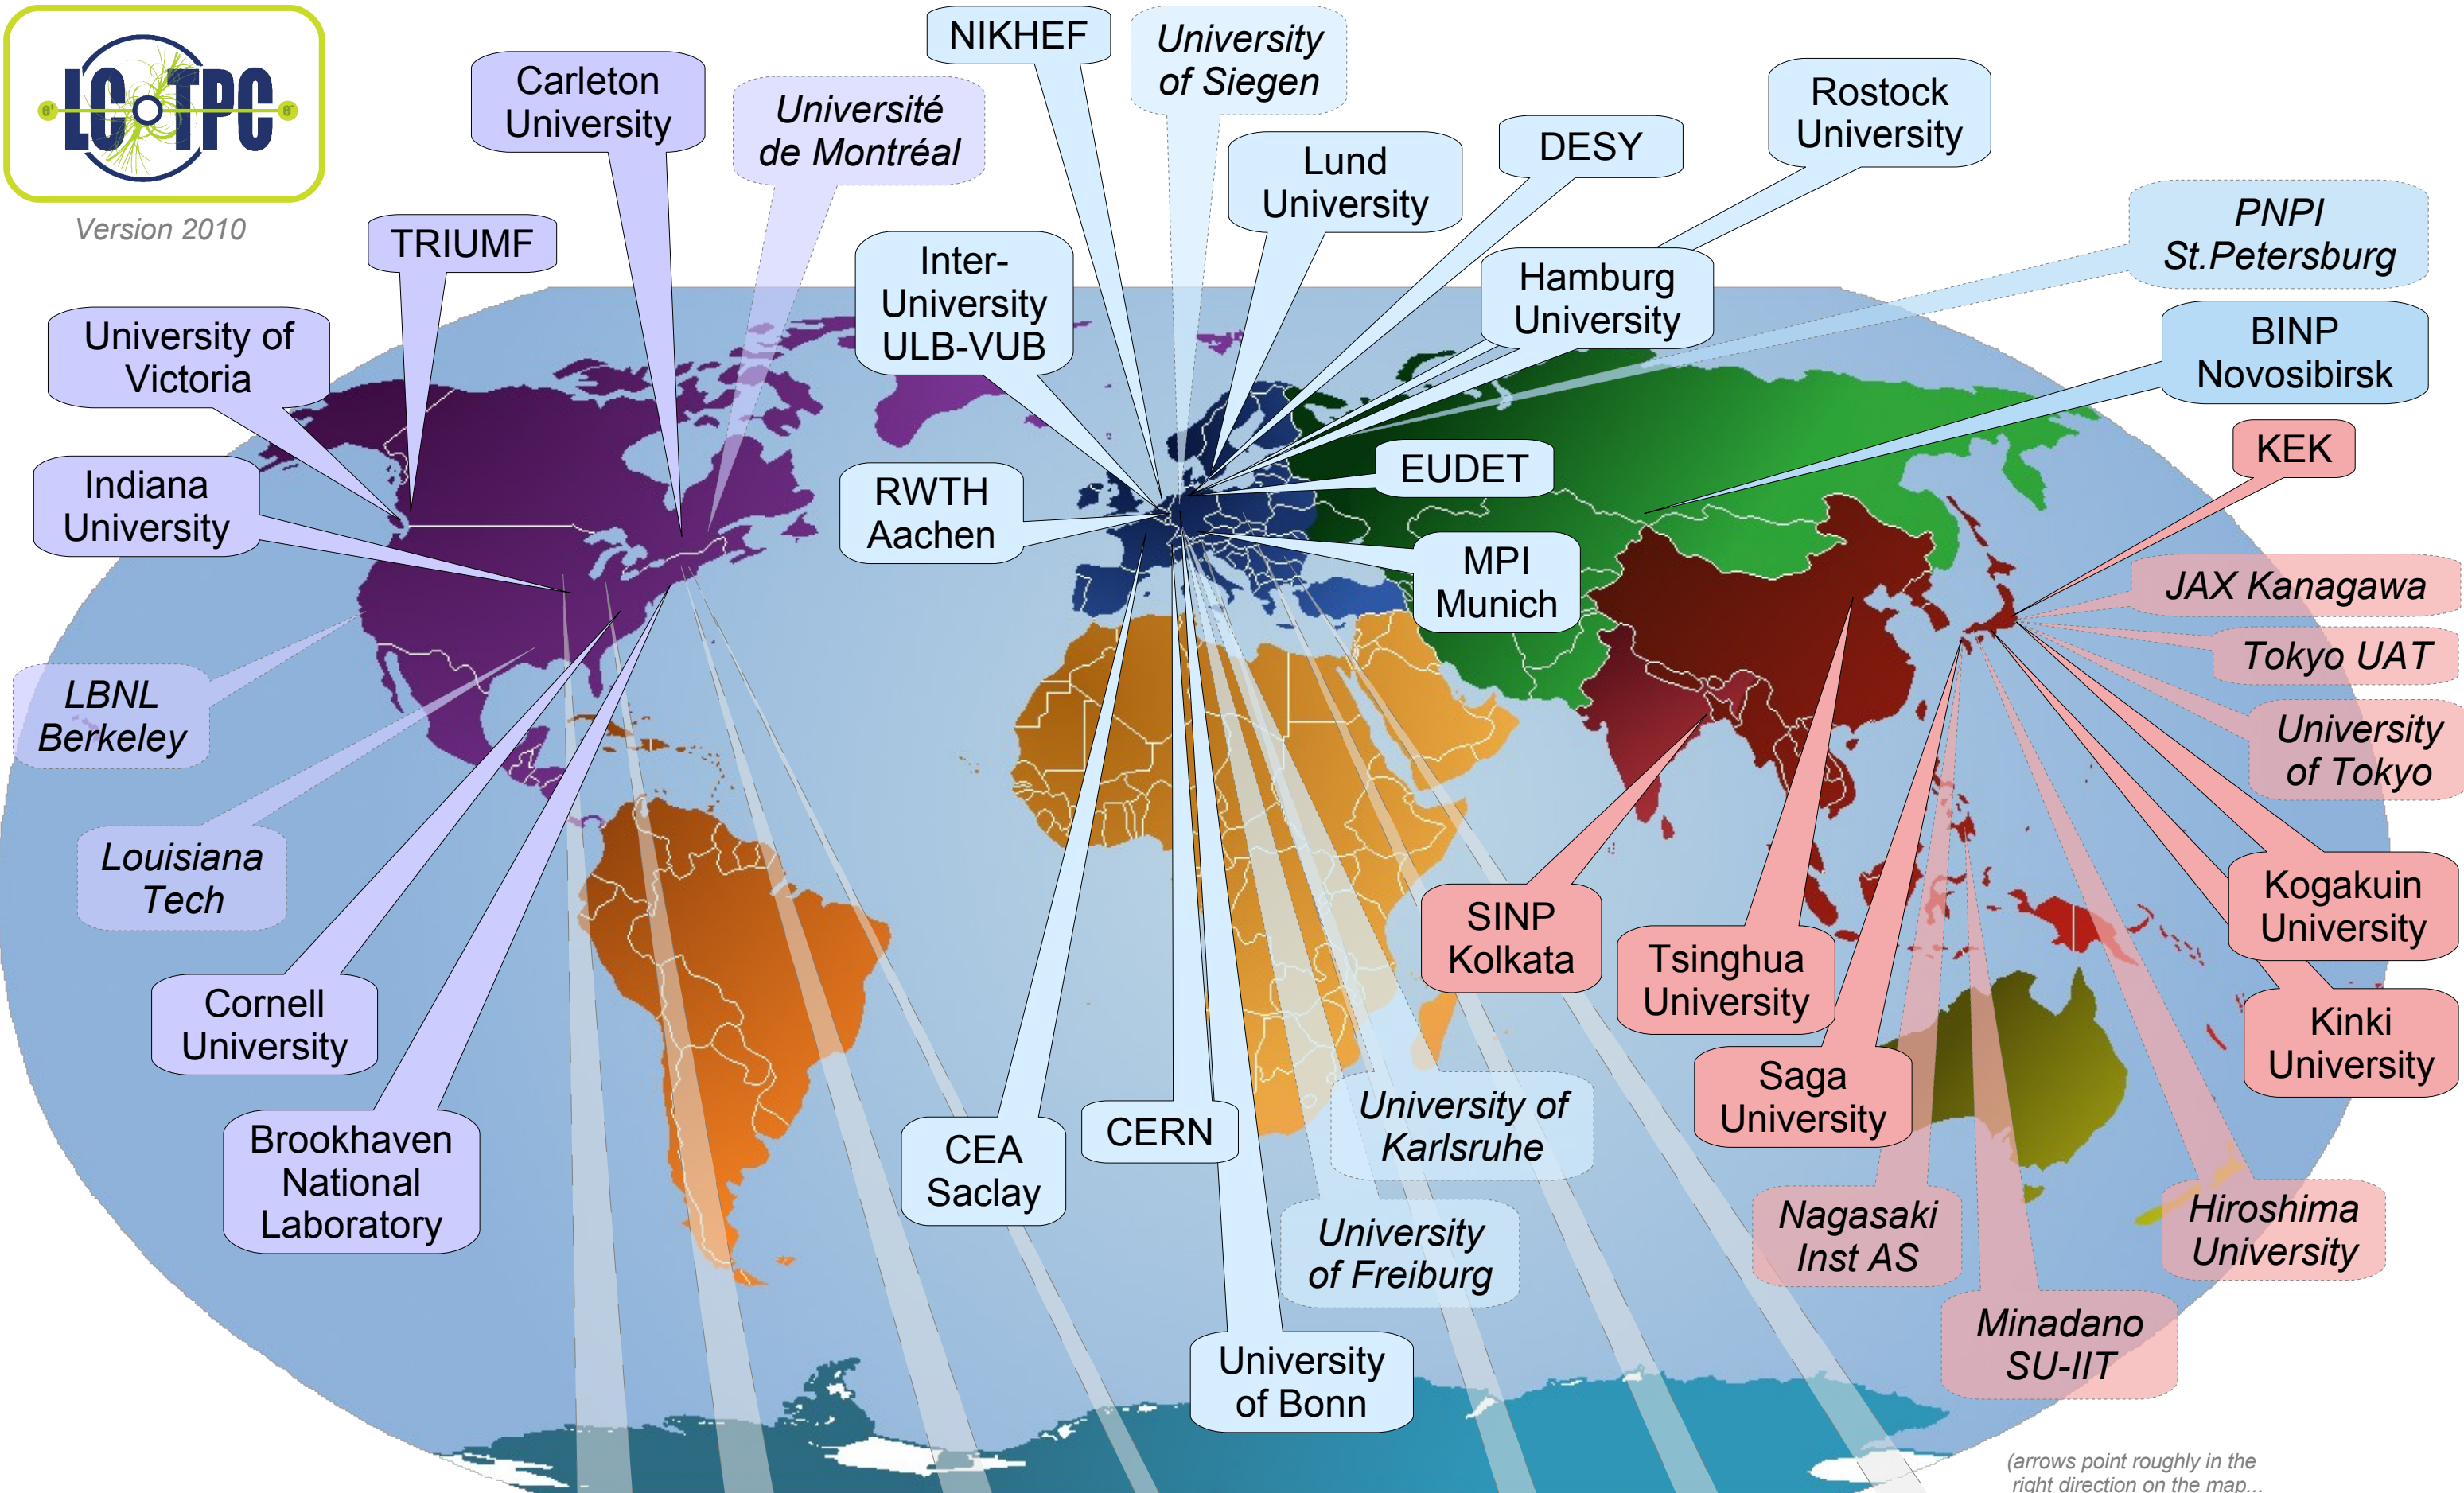 LC TPC
e+
e-
Version 2010
NIKHEF
University
of Siegen
Carleton
University
Université
de Montréal
Rostock
University
DESY
Lund
University
PNPI
St.Petersburg
TRIUMF
Inter-
University
ULB-VUB
Hamburg
University
University of
Victoria
BINP
Novosibirsk
KEK
Indiana
University
RWTH
Aachen
EUDET
MPI
Munich
JAX Kanagawa
Tokyo UAT
LBNL
Berkeley
University
of Tokyo
Louisiana
Tech
Kogakuin
University
SINP
Kolkata
Tsinghua
University
Cornell
University
Kinki
University
Saga
University
Brookhaven
National
Laboratory
CEA
Saclay
CERN
University of
Karlsruhe
University
of Freiburg
Nagasaki
Inst AS
Hiroshima
University
Minadano
SU-IIT
University
of Bonn
(arrows point roughly in the
right direction on the map...